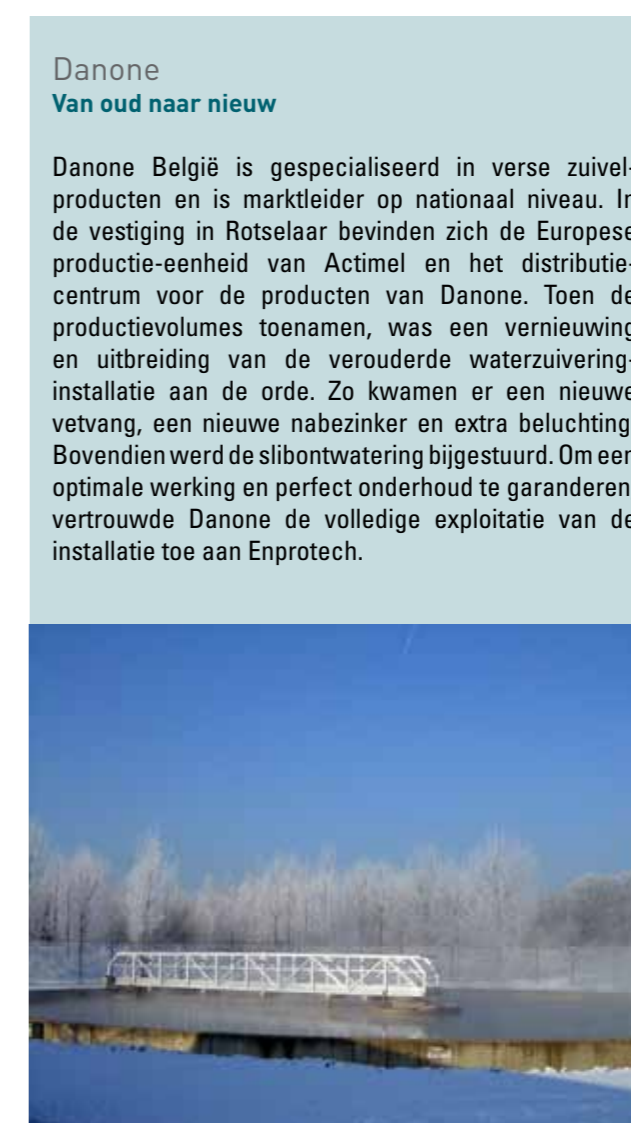 Danone
Van oud naar nieuw
Danone België is gespecialiseerd in verse zuivel-
producten en is marktleider op nationaal niveau. In
de vestiging in Rotselaar bevinden zich de Europese
productie-eenheid van Actimel en het distributie-
centrum voor de producten van Danone. Toen de
productievolumes toenamen, was een vernieuwing
en uitbreiding van de verouderde waterzuivering-
installatie aan de orde. Zo kwamen er een nieuwe
vetvang, een nieuwe nabezinker en extra beluchting.
Bovendien werd de slibontwatering bijgestuurd. Om een
optimale werking en perfect onderhoud te garanderen,
vertrouwde Danone de volledige exploitatie van de
installatie toe aan Enprotech.